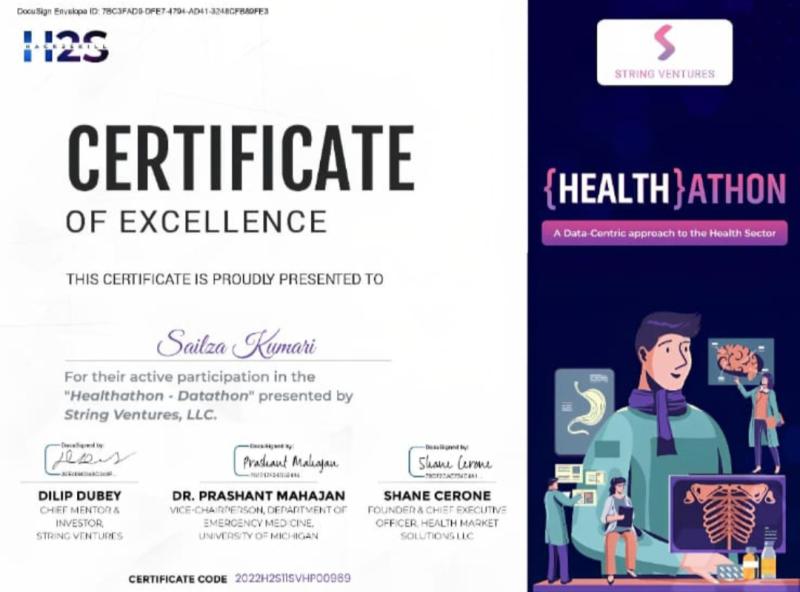 DocuSign Envelope ID: 7BC3FAD9-DFE7-4794-AD41-3248CFB89FE3
H2S
HACK2SKILL
CERTIFICATE
OF EXCELLENCE
THIS CERTIFICATE IS PROUDLY PRESENTED TO
Sailza Kumari
For their active participation in the
"Healthathon - Datathon" presented by
String Ventures, LLC.
DocuSigned by:
DILIP DUBEY
CHIEF MENTOR &
INVESTOR,
STRING VENTURES
DocuSigned by:
Prashant Mahajan
DR. PRASHANT MAHAJAN
VICE-CHAIRPERSON, DEPARTMENT OF
EMERGENCY MEDICINE,
UNIVERSITY OF MICHIGAN
DocuSigned by:
Shane Cerone
SHANE CERONE
FOUNDER & CHIEF EXECUTIVE
OFFICER, HEALTH MARKET
SOLUTIONS LLC
CERTIFICATE CODE 2022H2S11SVHP00989
STRING VENTURES
{HEALTH}ATHON
A Data-Centric approach to the Health Sector